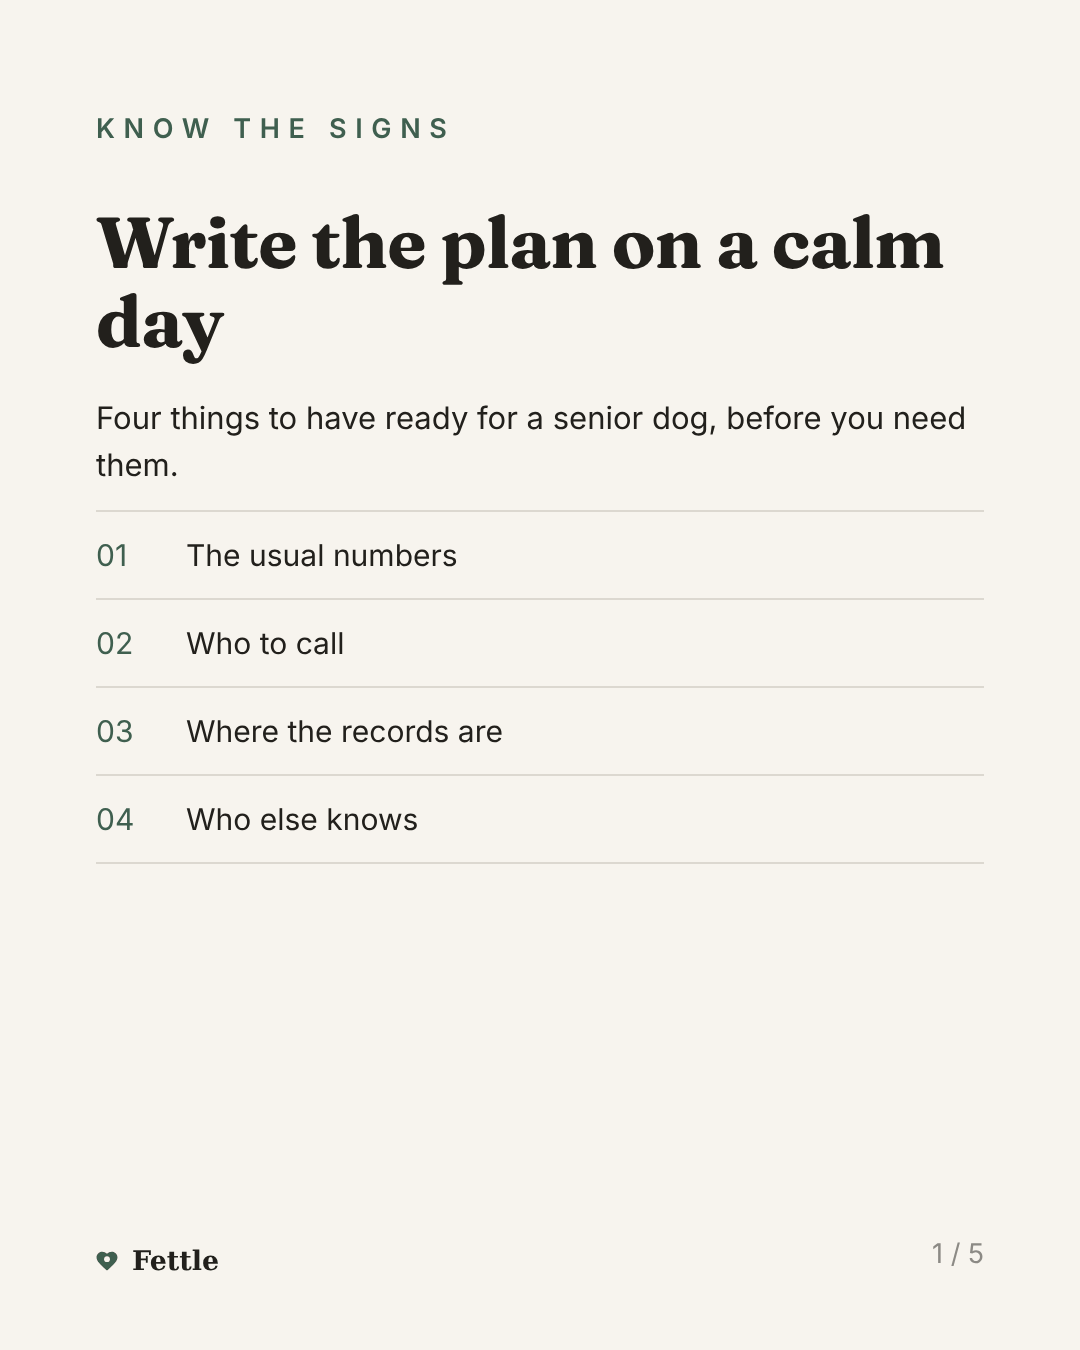 KNOW THE SIGNS
Write the plan on a calm
day
Four things to have ready for a senior dog, before you need
them.
01 The usual numbers
02 Who to call
03 Where the records are
04 Who else knows
Fettle
1 / 5